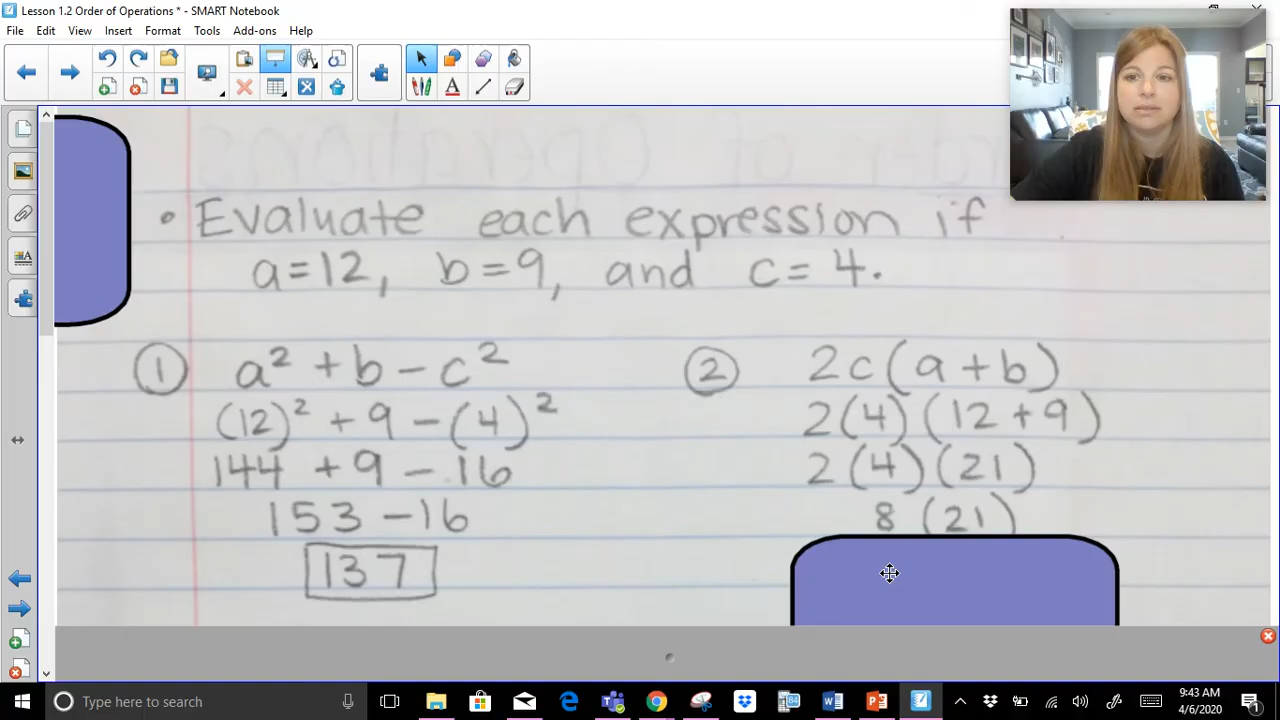 Lesson 1.2 Order of Operations * - SMART Notebook
File Edit View Insert Format Tools Add-ons Help
• Evaluate each expression if
a=12, b=9, and c=4.
① a² + b - c²
(12)² + 9 - (4)²
144 + 9 - 16
153 - 16
137
② 2c(a+b)
2(4)(12+9)
2(4)(21)
8(21)
Type here to search
9:43 AM
4/6/2020